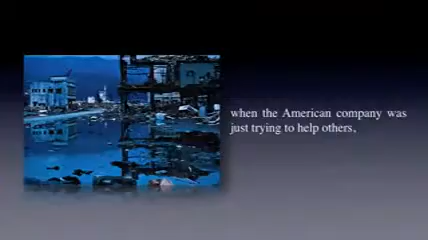 when the American company was
just trying to help others,